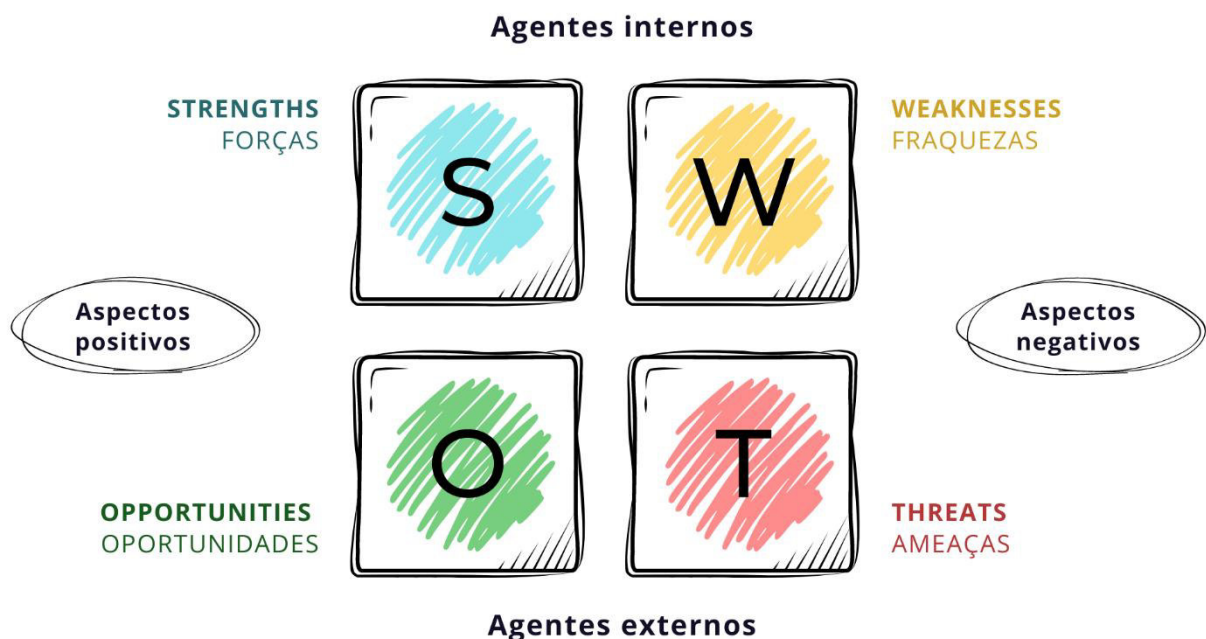 Agentes internos
STRENGTHS
FORÇAS
S
W
WEAKNESSES
FRAQUEZAS
Aspectos
positivos
Aspectos
negativos
OPPORTUNITIES
OPORTUNIDADES
O
T
THREATS
AMEAÇAS
Agentes externos